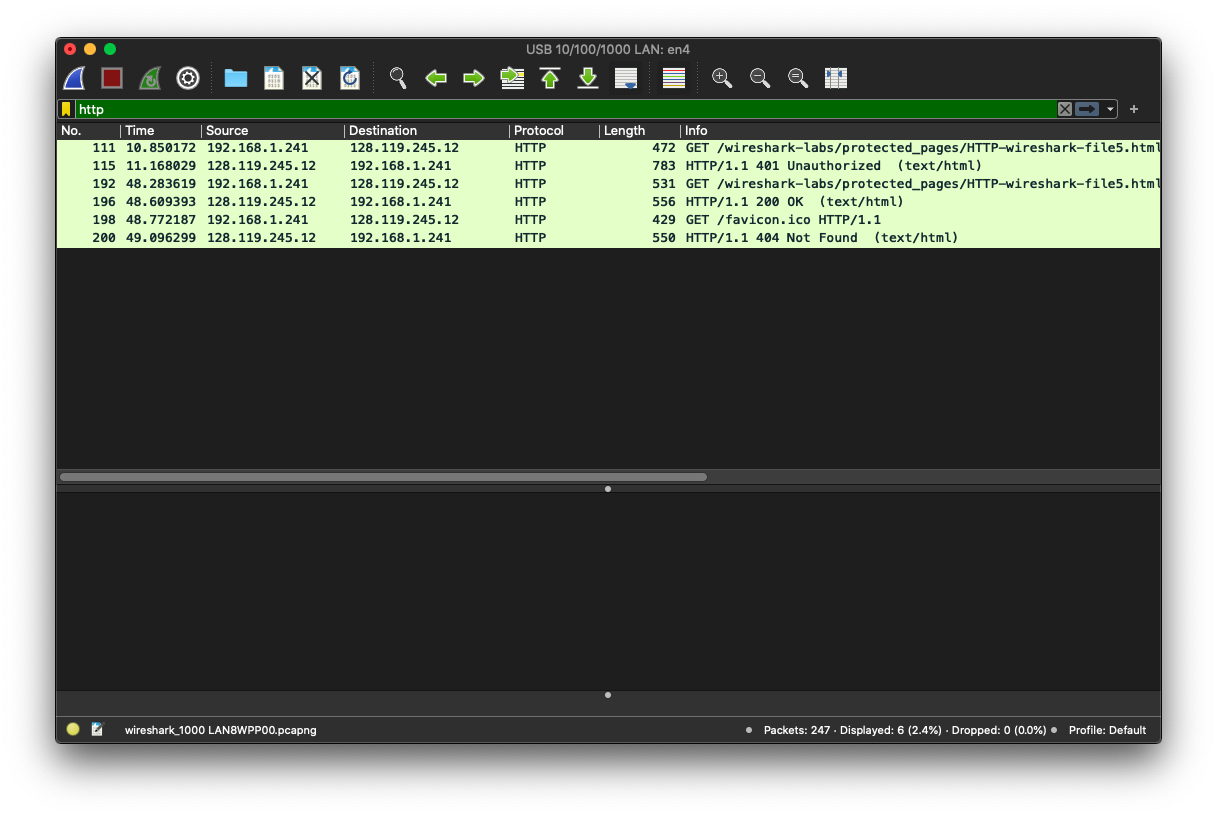 USB 10/100/1000 LAN: en4
http
No. Time Source Destination Protocol Length Info
111 10.850172 192.168.1.241 128.119.245.12 HTTP 472 GET /wireshark-labs/protected_pages/HTTP-wireshark-file5.html
115 11.168029 128.119.245.12 192.168.1.241 HTTP 783 HTTP/1.1 401 Unauthorized (text/html)
192 48.283619 192.168.1.241 128.119.245.12 HTTP 531 GET /wireshark-labs/protected_pages/HTTP-wireshark-file5.html
196 48.609393 128.119.245.12 192.168.1.241 HTTP 556 HTTP/1.1 200 OK (text/html)
198 48.772187 192.168.1.241 128.119.245.12 HTTP 429 GET /favicon.ico HTTP/1.1
200 49.096299 128.119.245.12 192.168.1.241 HTTP 550 HTTP/1.1 404 Not Found (text/html)
wireshark_1000 LAN8WPP00.pcapng Packets: 247 · Displayed: 6 (2.4%) · Dropped: 0 (0.0%) Profile: Default